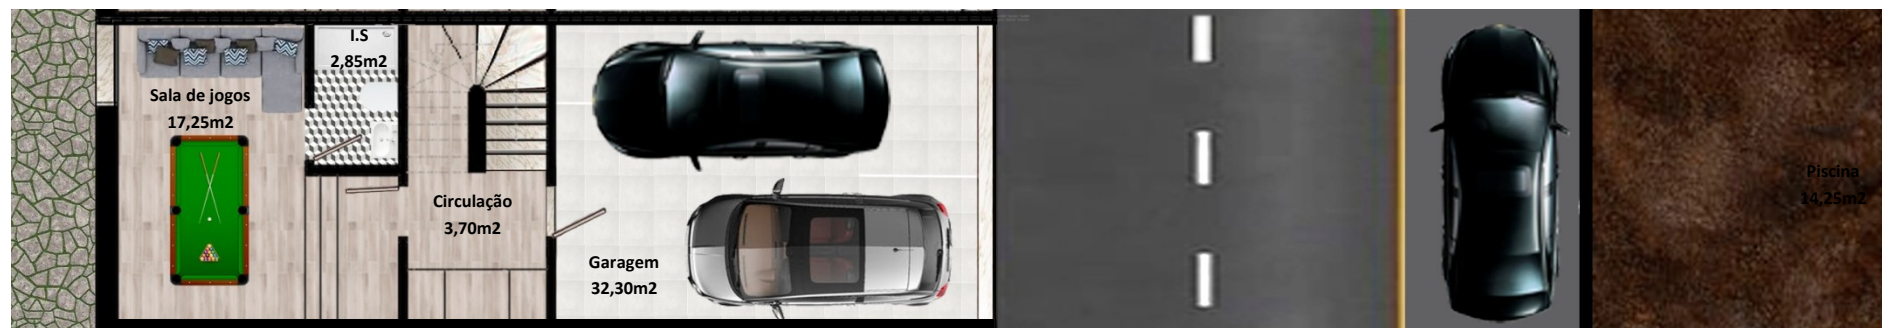 I.S
2,85m2
Sala de jogos
17,25m2
Circulação
3,70m2
Garagem
32,30m2
Piscina
14,25m2